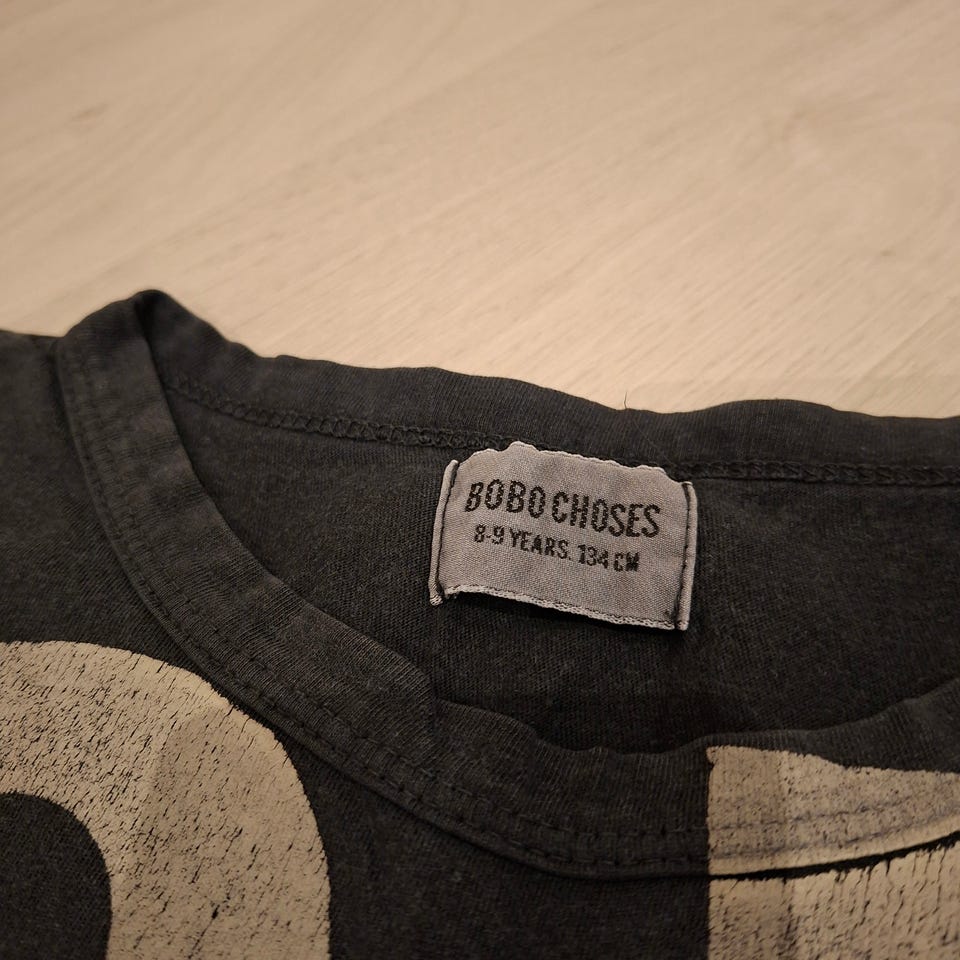 BOBO CHOSES
8-9 YEARS. 134 CM